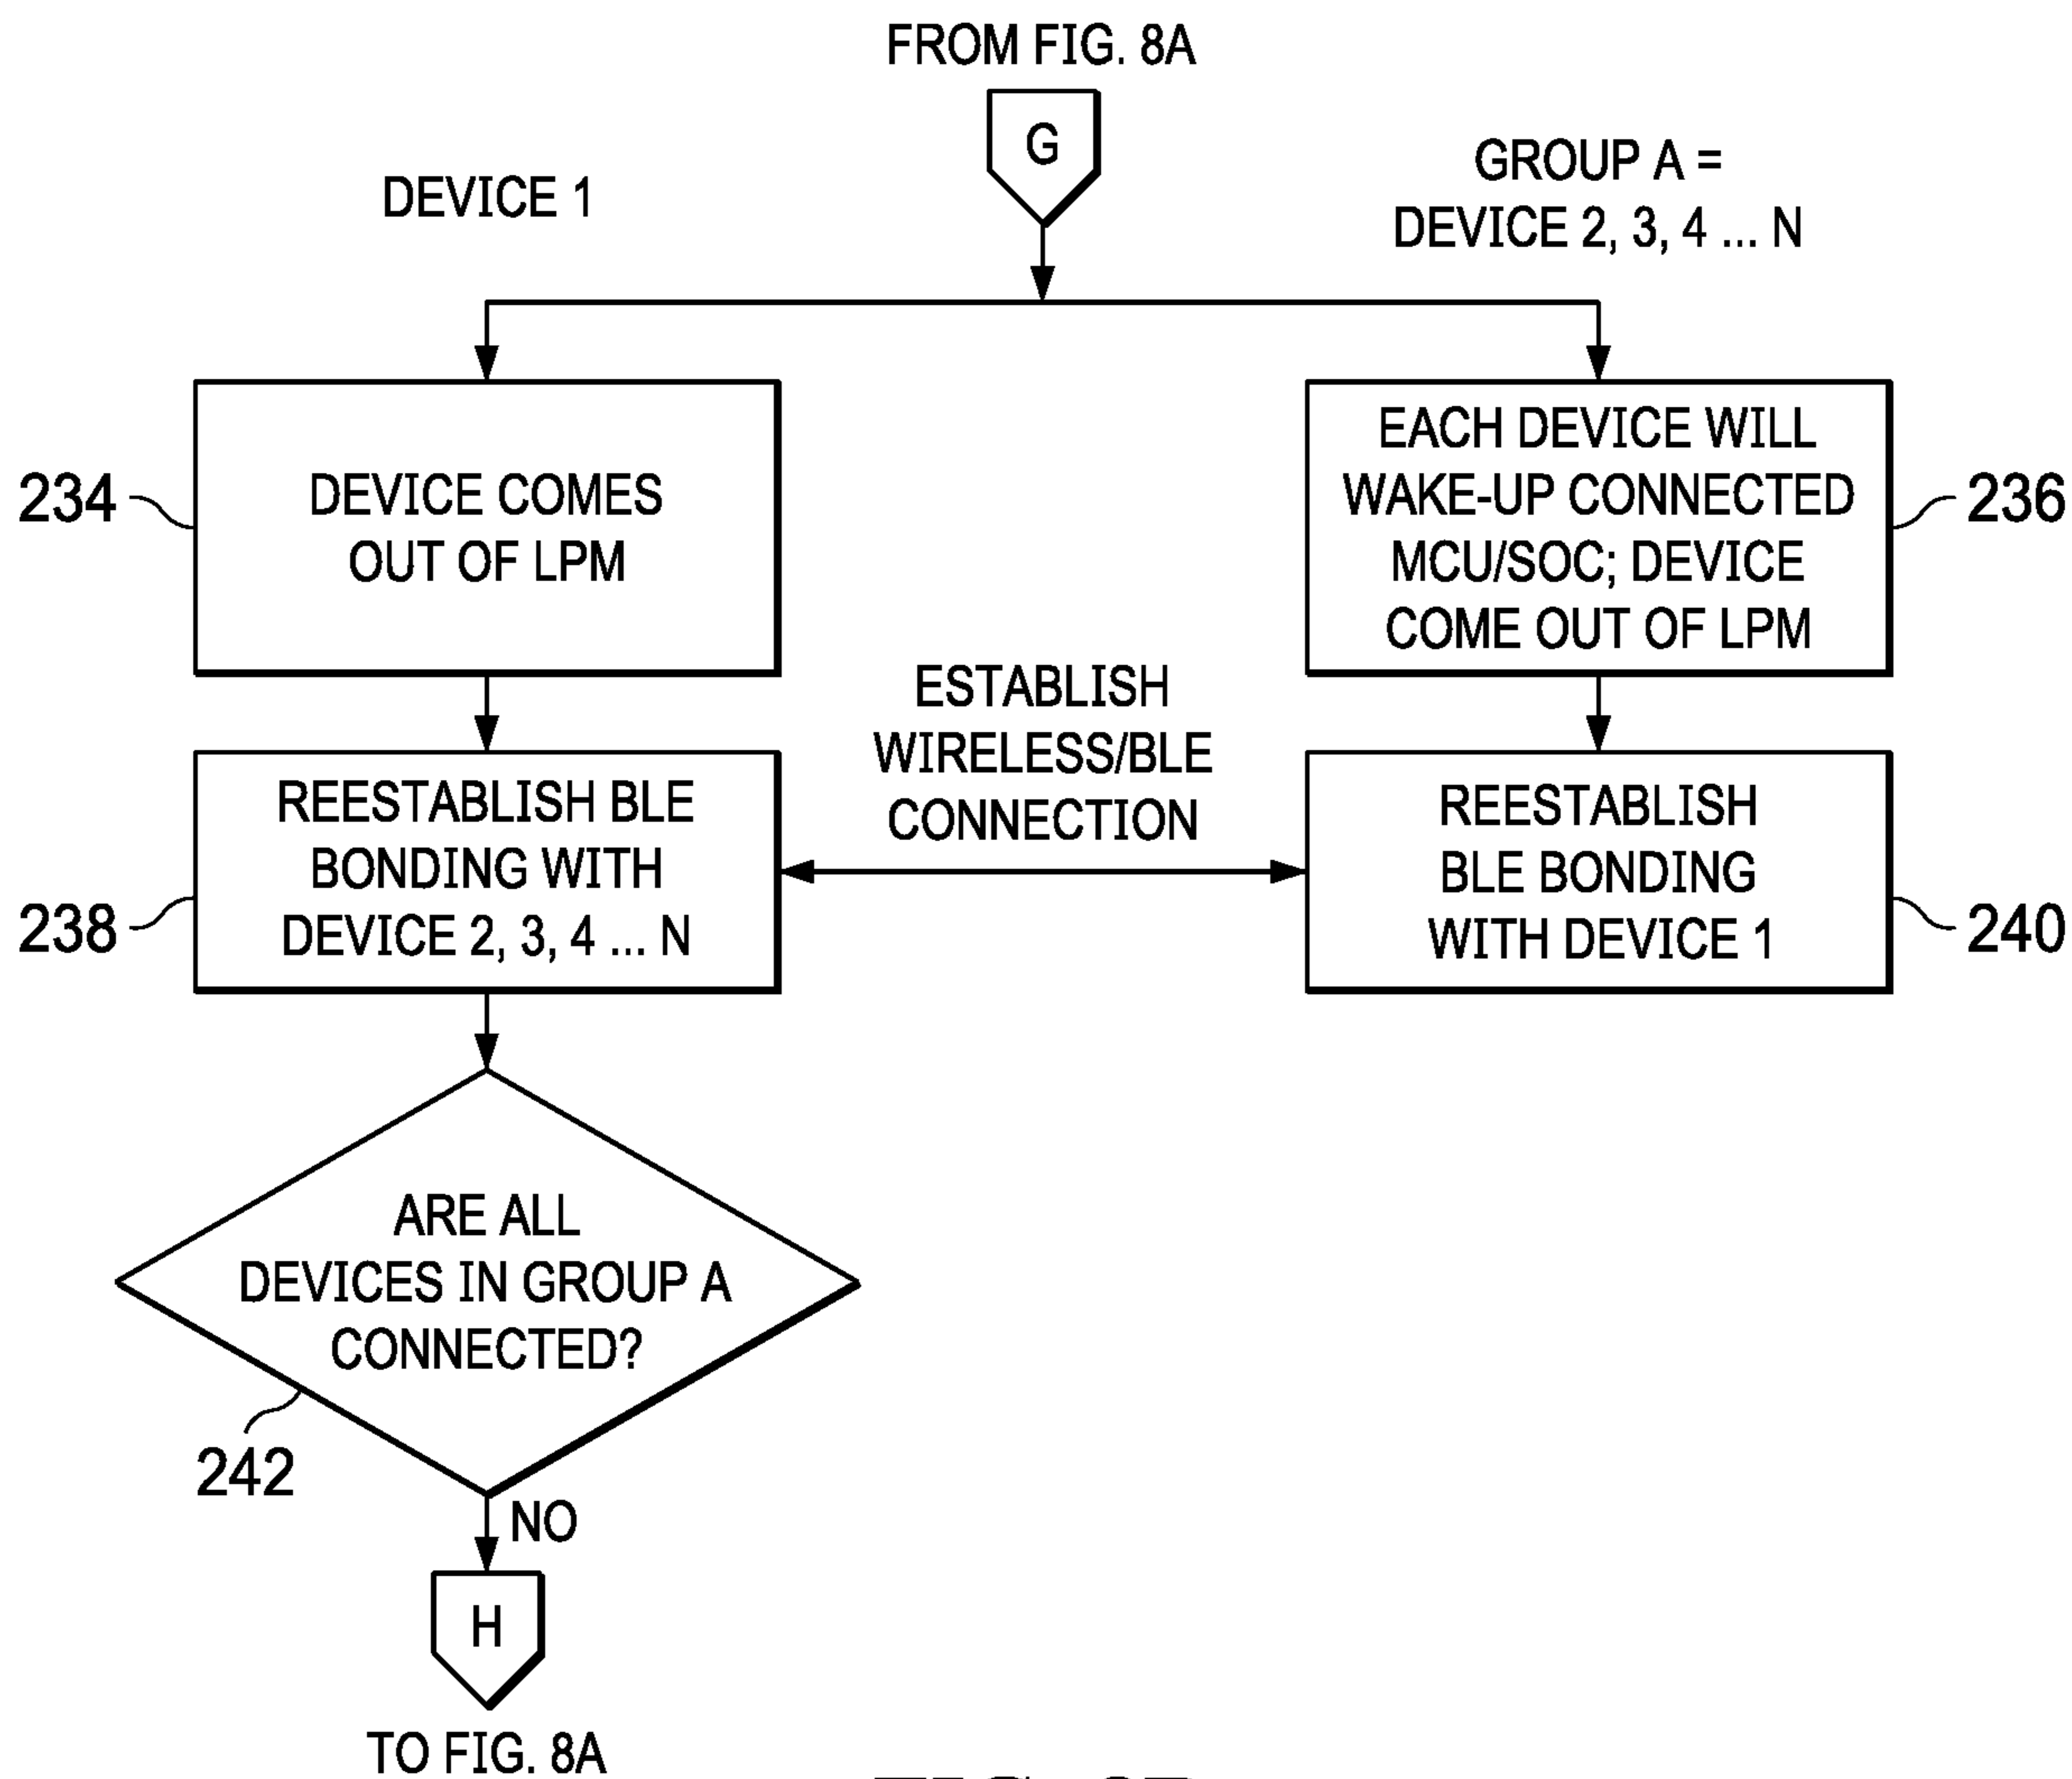 FROM FIG. 8A
G
DEVICE 1
GROUP A =
DEVICE 2, 3, 4 ... N
234
DEVICE COMES
OUT OF LPM
EACH DEVICE WILL
WAKE-UP CONNECTED
MCU/SOC; DEVICE
COME OUT OF LPM
236
ESTABLISH
WIRELESS/BLE
CONNECTION
238
REESTABLISH BLE
BONDING WITH
DEVICE 2, 3, 4 ... N
REESTABLISH
BLE BONDING
WITH DEVICE 1
240
ARE ALL
DEVICES IN GROUP A
CONNECTED?
242
NO
H
TO FIG. 8A